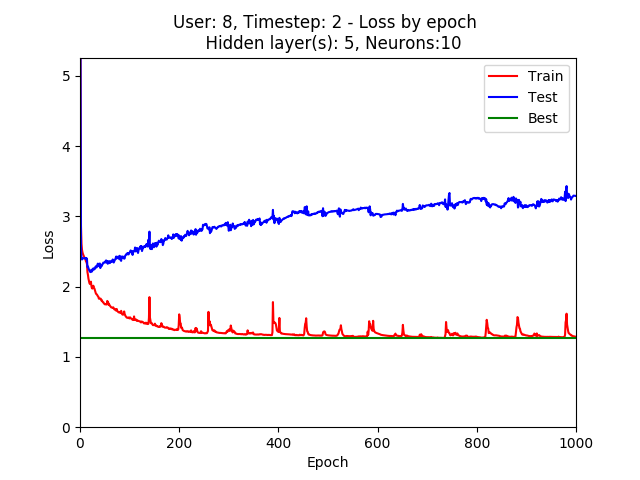 User: 8, Timestep: 2 - Loss by epoch
Hidden layer(s): 5, Neurons:10
Train
Test
Best
Loss
5
4
3
2
1
0
0 200 400 600 800 1000
Epoch